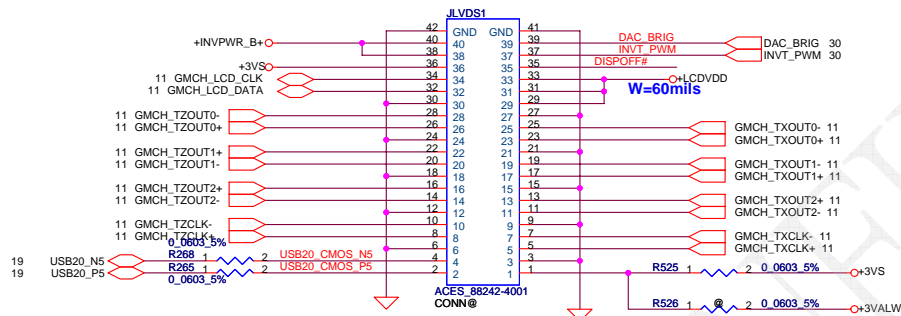 JLVDS1
42 GND GND 41
+INVPWR_B+ 40 40 39 39 DAC_BRIG DAC_BRIG 30
38 38 37 37 INVT_PWM INVT_PWM 30
+3VS 36 36 35 35 DISPOFF#
11 GMCH_LCD_CLK 34 34 33 33 +LCDVDD
11 GMCH_LCD_DATA 32 32 31 31 W=60mils
30 30 29 29
11 GMCH_TZOUT0- 28 28 27 27
11 GMCH_TZOUT0+ 26 26 25 25 GMCH_TXOUT0- 11
24 24 23 23 GMCH_TXOUT0+ 11
11 GMCH_TZOUT1+ 22 22 21 21
11 GMCH_TZOUT1- 20 20 19 19 GMCH_TXOUT1- 11
18 18 17 17 GMCH_TXOUT1+ 11
11 GMCH_TZOUT2+ 16 16 15 15
11 GMCH_TZOUT2- 14 14 13 13 GMCH_TXOUT2+ 11
12 12 11 11 GMCH_TXOUT2- 11
11 GMCH_TZCLK- 10 10 9 9
11 GMCH_TZCLK+ 8 8 7 7 GMCH_TXCLK- 11
0_0603_5% 6 6 5 5 GMCH_TXCLK+ 11
19 USB20_N5 R268 1 2 USB20_CMOS_N5 4 4 3 3
19 USB20_P5 R265 1 2 USB20_CMOS_P5 2 2 1 1 R525 1 2 0_0603_5% +3VS
0_0603_5%
ACES_88242-4001
CONN@
R526 1 @ 2 0_0603_5% +3VALW